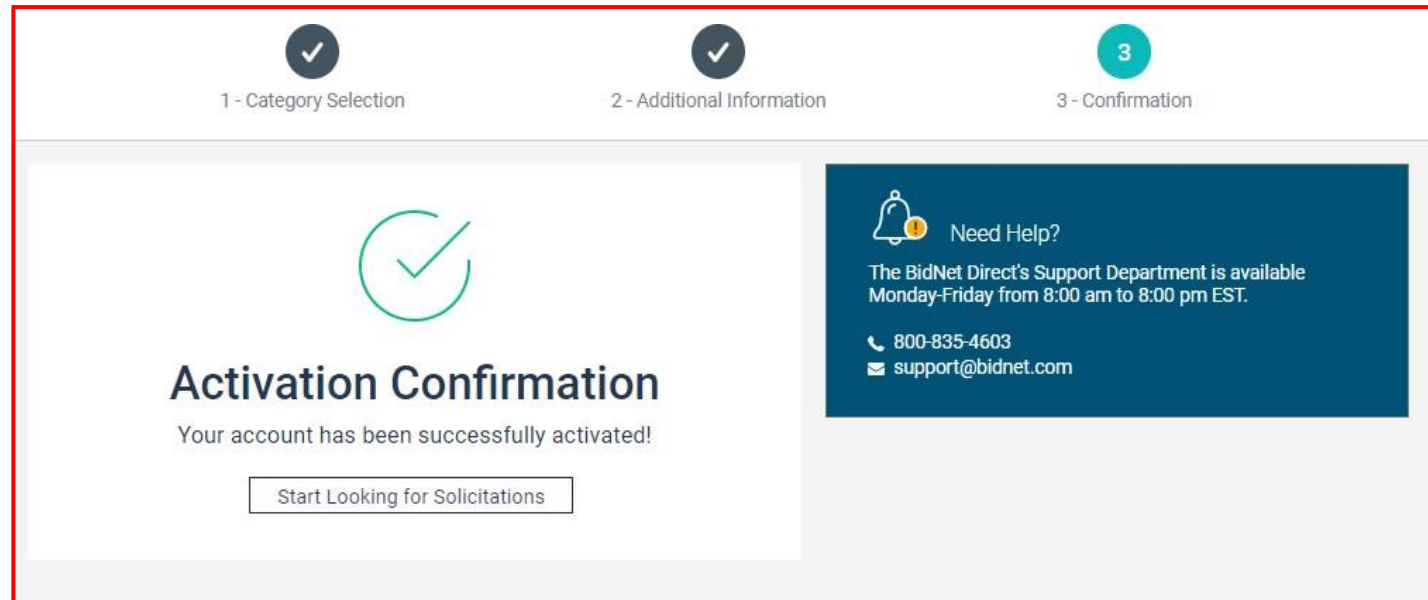 3
1 - Category Selection
2 - Additional Information
3 - Confirmation
Activation Confirmation
Your account has been successfully activated!
Start Looking for Solicitations
!
Need Help?
The BidNet Direct's Support Department is available
Monday-Friday from 8:00 am to 8:00 pm EST.
800-835-4603
support@bidnet.com